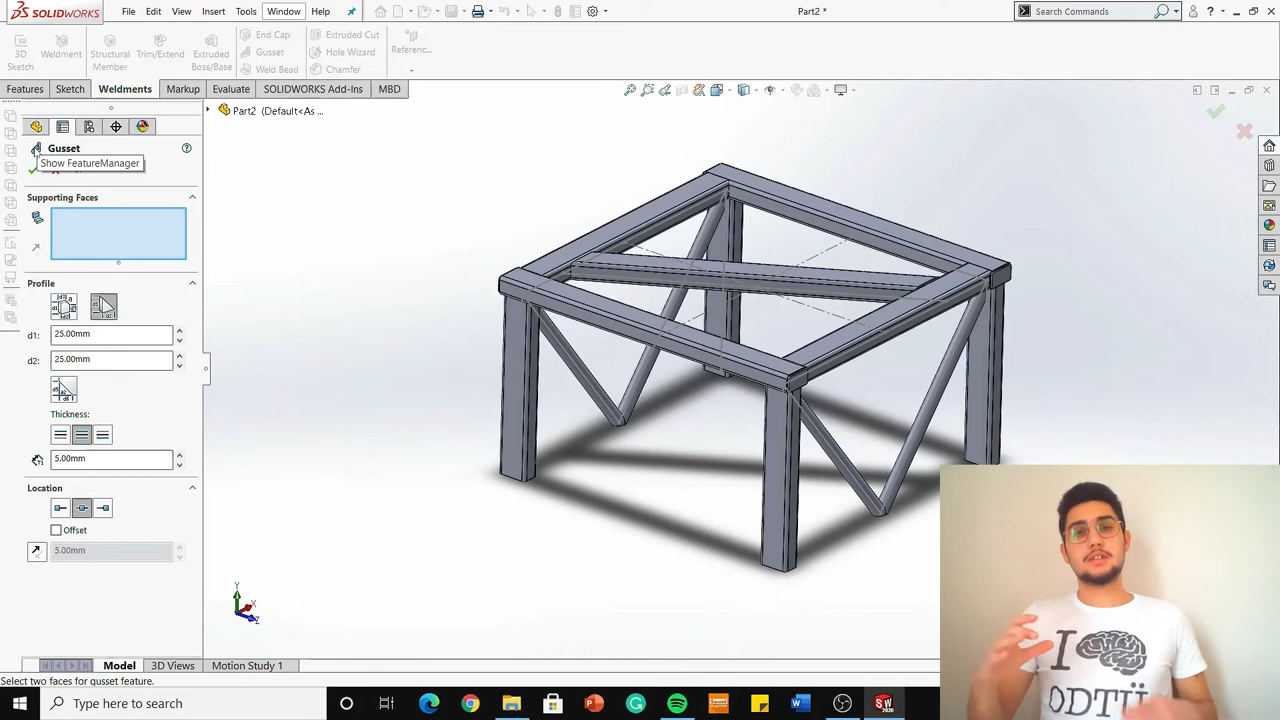 SOLIDWORKS File Edit View Insert Tools Window Help Part2 * Search Commands ?
3D Sketch Weldment Structural Member Trim/Extend Extruded Boss/Base End Cap Gusset Weld Bead Extruded Cut Hole Wizard Chamfer Referenc...
Features Sketch Weldments Markup Evaluate SOLIDWORKS Add-Ins MBD
Part2 (Default<As ...
Gusset
Show FeatureManager
Supporting Faces
Profile
d1: 25.00mm
d2: 25.00mm
Thickness:
5.00mm
Location
Offset
5.00mm
Y
X
Z
I
ODTÜ
Model 3D Views Motion Study 1
Select two faces for gusset feature.
Type here to search
SW
2020